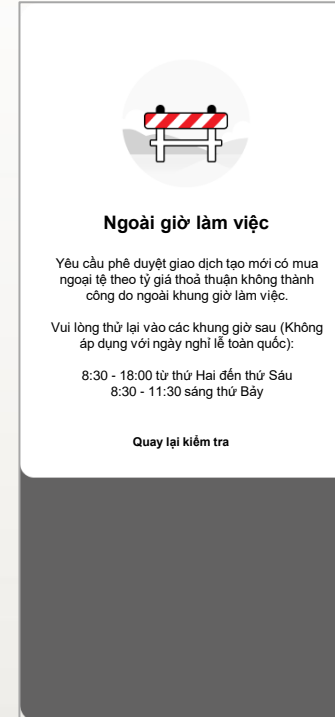 Ngoài giờ làm việc
Yêu cầu phê duyệt giao dịch tạo mới có mua
ngoại tệ theo tỷ giá thoả thuận không thành
công do ngoài khung giờ làm việc.
Vui lòng thử lại vào các khung giờ sau (Không
áp dụng với ngày nghỉ lễ toàn quốc):
8:30 - 18:00 từ thứ Hai đến thứ Sáu
8:30 - 11:30 sáng thứ Bảy
Quay lại kiểm tra